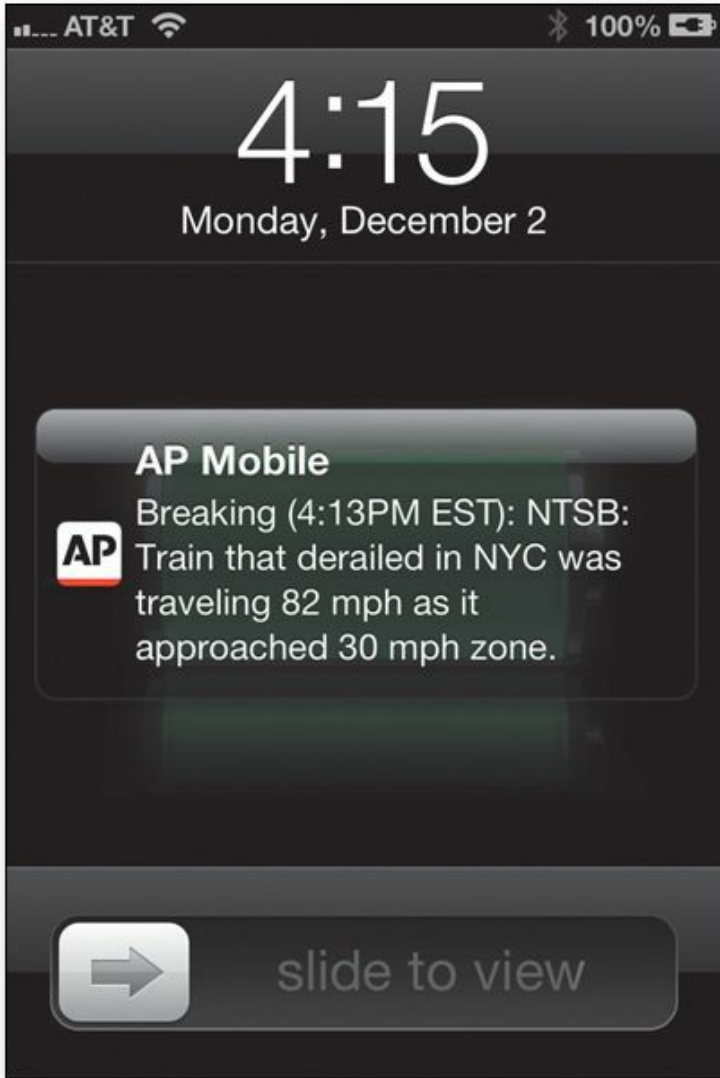 AT&T 100%
4:15
Monday, December 2
AP Mobile
Breaking (4:13PM EST): NTSB:
AP
Train that derailed in NYC was
traveling 82 mph as it
approached 30 mph zone.
slide to view